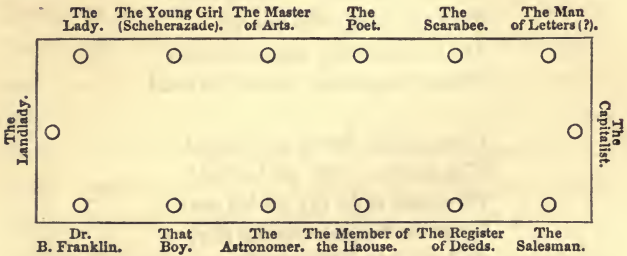 The Lady.
The Young Girl (Scheherazade).
The Master of Arts.
The Poet.
The Scarabee.
The Man of Letters (?).
The Landlady.
The Capitalist.
Dr. B. Franklin.
That Boy.
The Astronomer.
The Member of the Haouse.
The Register of Deeds.
The Salesman.